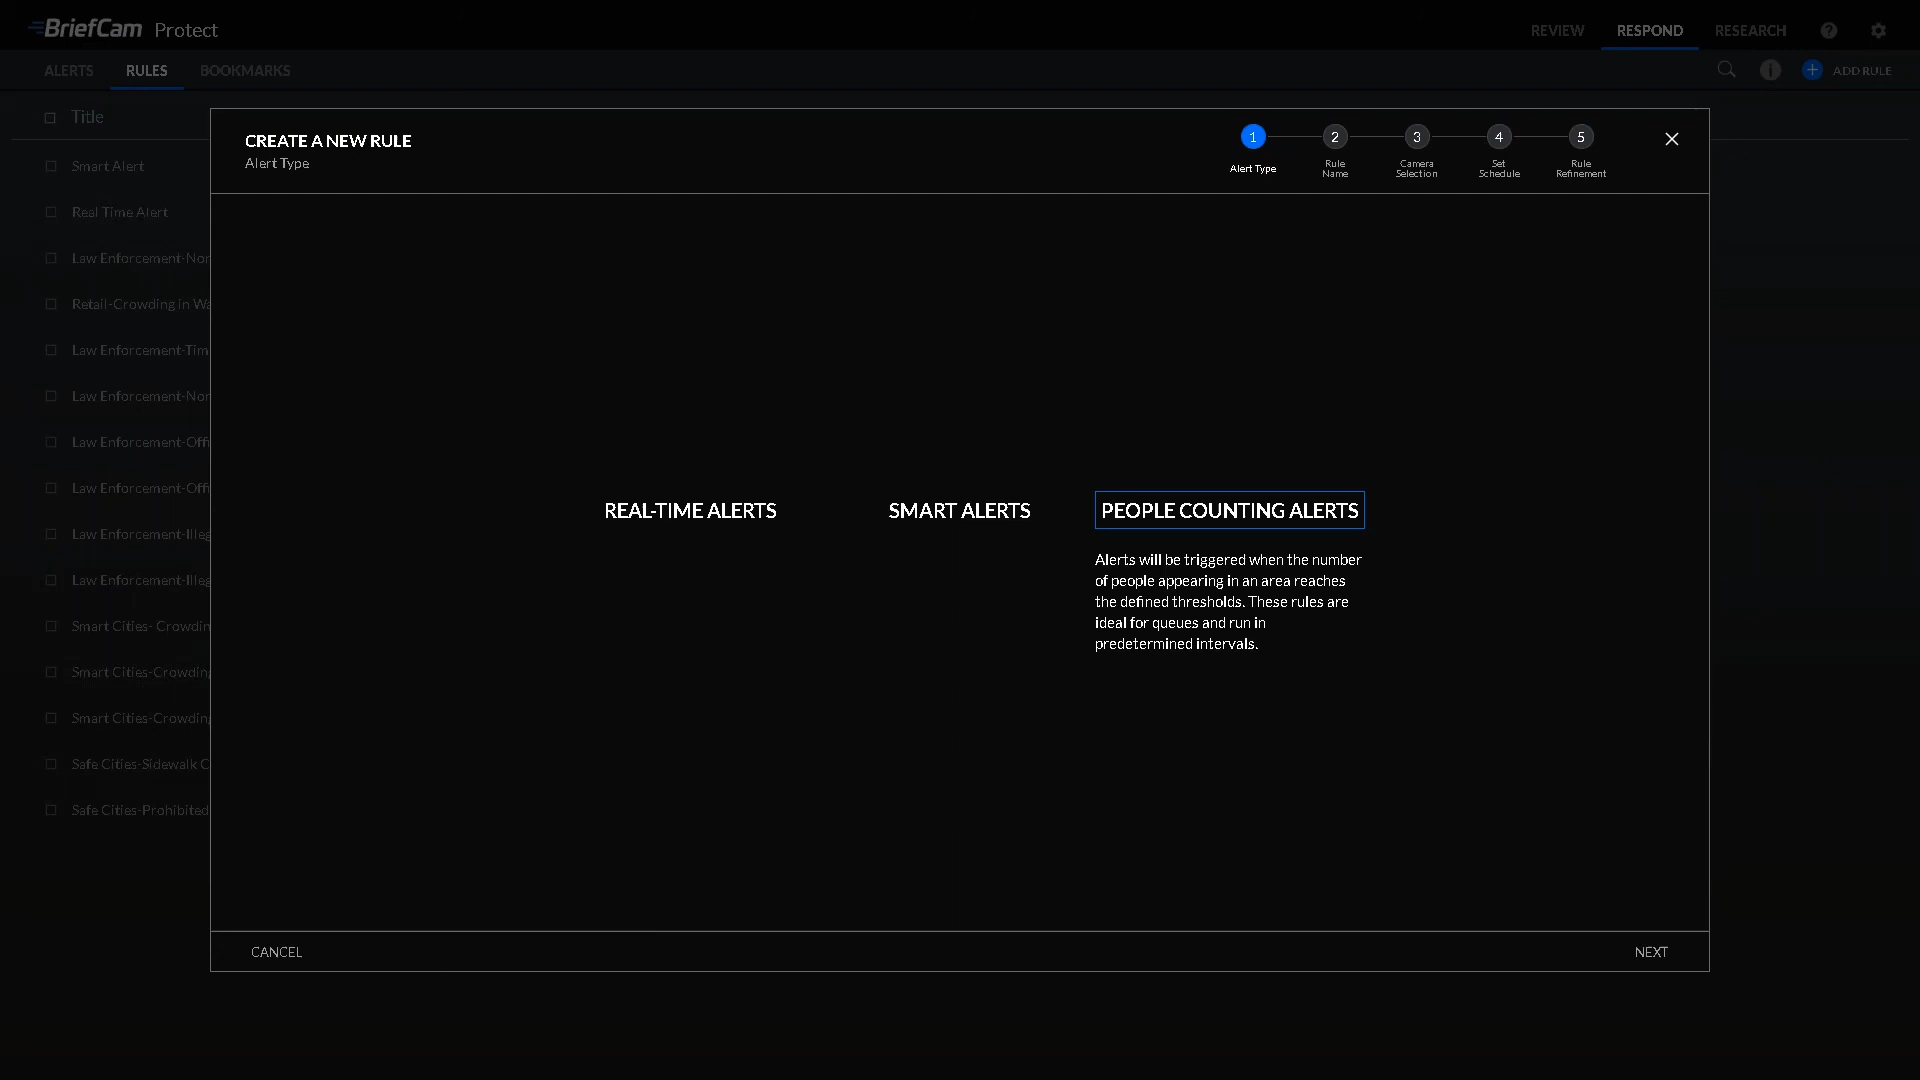 BriefCam Protect
REVIEW RESPOND RESEARCH ?
ALERTS RULES BOOKMARKS
i + ADD RULE
Title
CREATE A NEW RULE
Alert Type
1 2 3 4 5
Alert Type
Rule Name
Camera Selection
Set Schedule
Rule Refinement
Smart Alert
Real Time Alert
Law Enforcement-Nor
Retail-Crowding in Wa
Law Enforcement-Tim
Law Enforcement-Nor
Law Enforcement-Offi
Law Enforcement-Offi
Law Enforcement-Illeg
Law Enforcement-Illeg
Smart Cities- Crowdin
Smart Cities-Crowding
Smart Cities-Crowding
Safe Cities-Sidewalk C
Safe Cities-Prohibited
REAL-TIME ALERTS
SMART ALERTS
PEOPLE COUNTING ALERTS
Alerts will be triggered when the number
of people appearing in an area reaches
the defined thresholds. These rules are
ideal for queues and run in
predetermined intervals.
CANCEL
NEXT